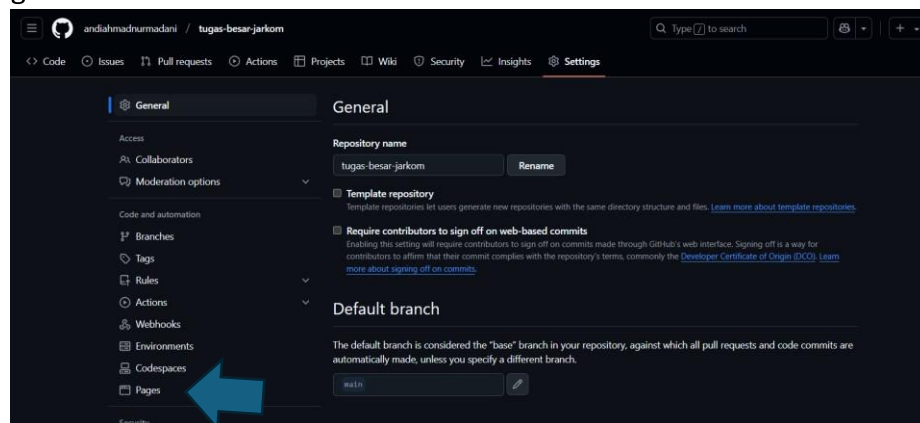 andiahmadnurmadani / tugas-besar-jarkom
Type / to search
Code Issues Pull requests Actions Projects Wiki Security Insights Settings
General
Access
Collaborators
Moderation options
Code and automation
Branches
Tags
Rules
Actions
Webhooks
Environments
Codespaces
Pages
Security
General
Repository name
tugas-besar-jarkom Rename
Template repository
Template repositories let users generate new repositories with the same directory structure and files. Learn more about template repositories.
Require contributors to sign off on web-based commits
Enabling this setting will require contributors to sign off on commits made through GitHub's web interface. Signing off is a way for
contributors to affirm that their commit complies with the repository's terms, commonly the Developer Certificate of Origin (DCO). Learn
more about signing off on commits.
Default branch
The default branch is considered the "base" branch in your repository, against which all pull requests and code commits are
automatically made, unless you specify a different branch.
main